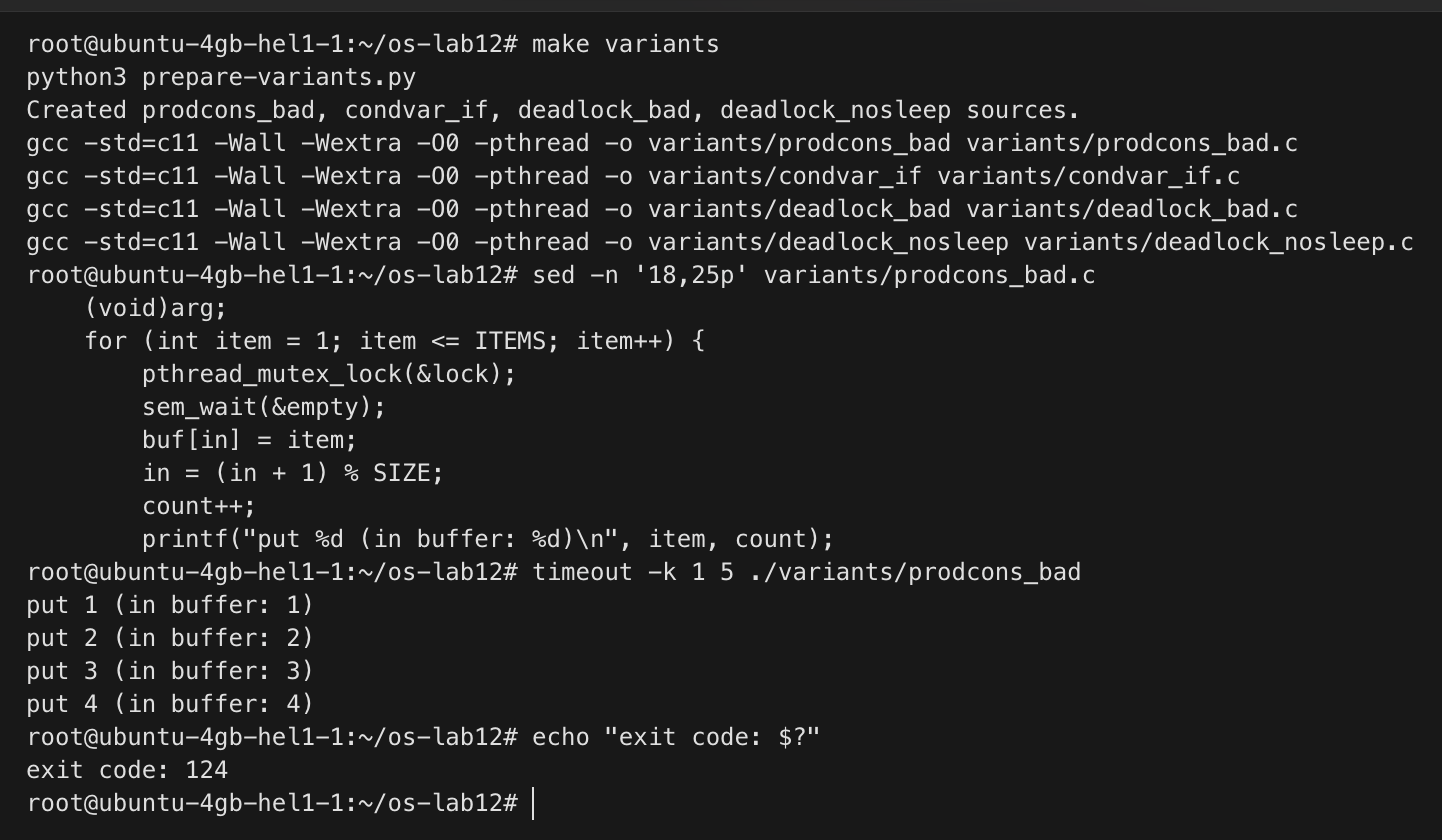 root@ubuntu-4gb-hel1-1:~/os-lab12# make variants
python3 prepare-variants.py
Created prodcons_bad, condvar_if, deadlock_bad, deadlock_nosleep sources.
gcc -std=c11 -Wall -Wextra -O0 -pthread -o variants/prodcons_bad variants/prodcons_bad.c
gcc -std=c11 -Wall -Wextra -O0 -pthread -o variants/condvar_if variants/condvar_if.c
gcc -std=c11 -Wall -Wextra -O0 -pthread -o variants/deadlock_bad variants/deadlock_bad.c
gcc -std=c11 -Wall -Wextra -O0 -pthread -o variants/deadlock_nosleep variants/deadlock_nosleep.c
root@ubuntu-4gb-hel1-1:~/os-lab12# sed -n '18,25p' variants/prodcons_bad.c
    (void)arg;
    for (int item = 1; item <= ITEMS; item++) {
        pthread_mutex_lock(&lock);
        sem_wait(&empty);
        buf[in] = item;
        in = (in + 1) % SIZE;
        count++;
        printf("put %d (in buffer: %d)\n", item, count);
root@ubuntu-4gb-hel1-1:~/os-lab12# timeout -k 1 5 ./variants/prodcons_bad
put 1 (in buffer: 1)
put 2 (in buffer: 2)
put 3 (in buffer: 3)
put 4 (in buffer: 4)
root@ubuntu-4gb-hel1-1:~/os-lab12# echo "exit code: $?"
exit code: 124
root@ubuntu-4gb-hel1-1:~/os-lab12#